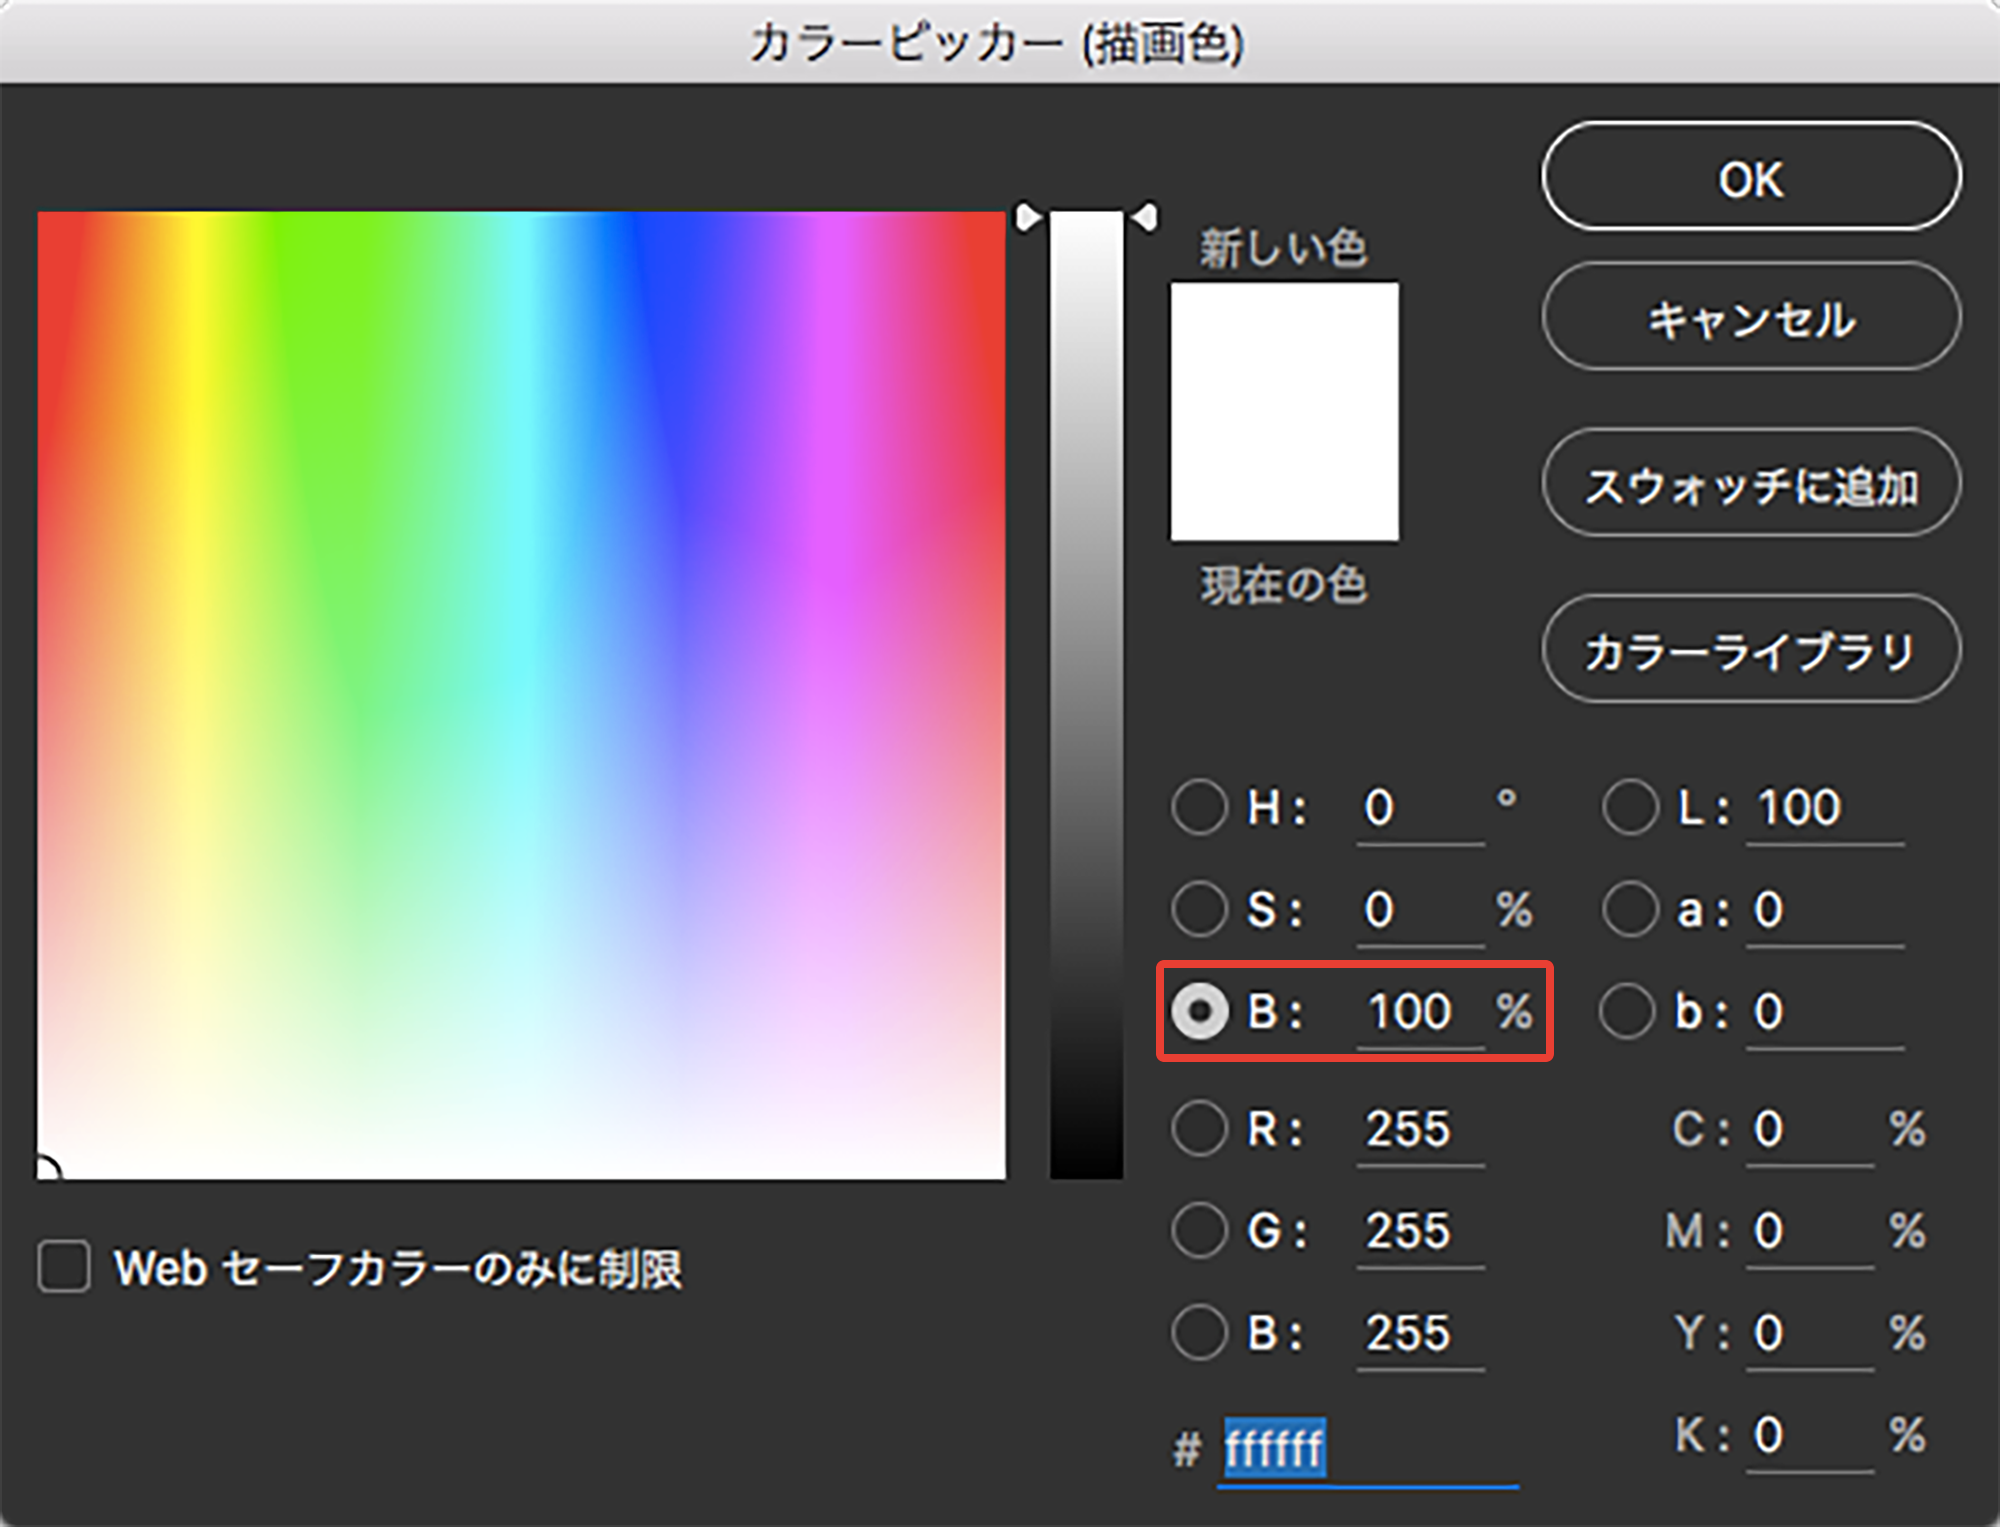 カラーピッカー (描画色)
OK
新しい色
キャンセル
スウォッチに追加
現在の色
カラーライブラリ
H : 0 °
L : 100
S : 0 %
a : 0
B : 100 %
b : 0
R : 255
C : 0 %
G : 255
M : 0 %
B : 255
Y : 0 %
# ffffff
K : 0 %
Web セーフカラーのみに制限